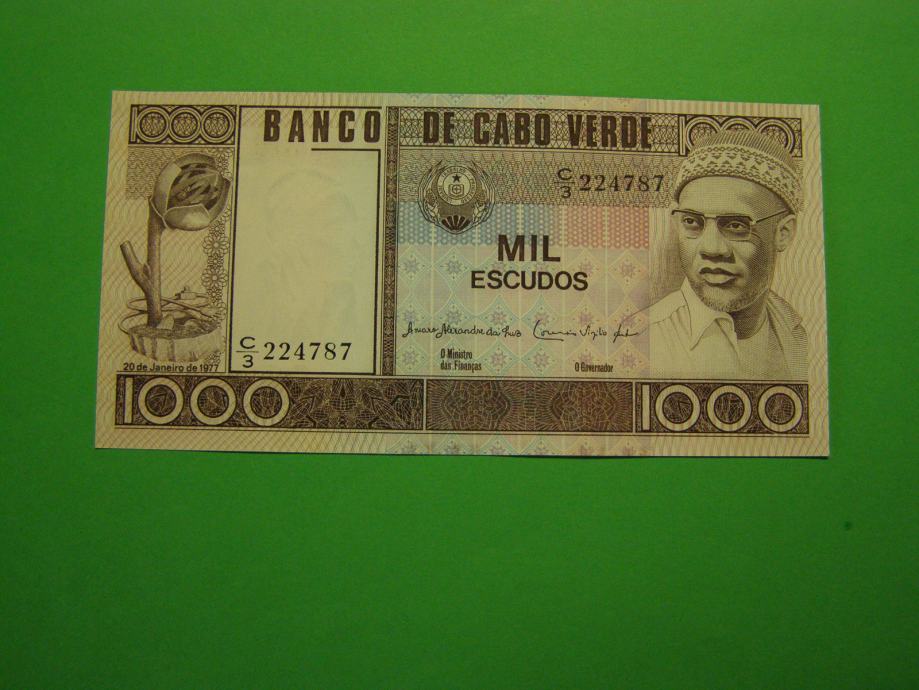 1000
BANCO DE CABO VERDE
1000
C/3 224787
MIL
ESCUDOS
C/3 224787
O Ministro
das Finanças
O Governador
20 de Janeiro de 1977
1000
1000